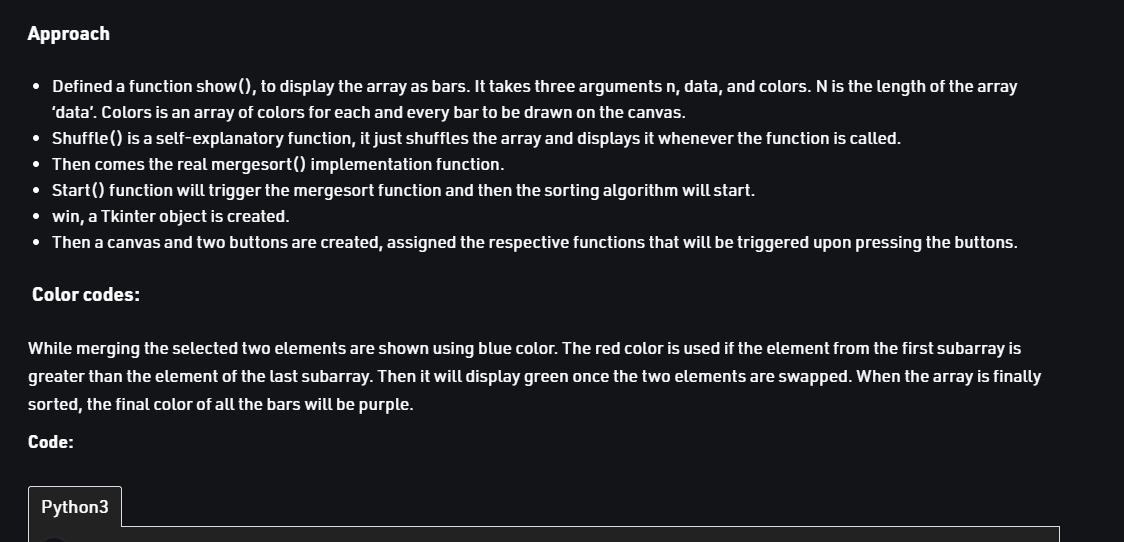 Approach
• Defined a function show(), to display the array as bars. It takes three arguments n, data, and colors. N is the length of the array
‘data‘. Colors is an array of colors for each and every bar to be drawn on the canvas.
• Shuffle() is a self-explanatory function, it just shuffles the array and displays it whenever the function is called.
• Then comes the real mergesort() implementation function.
• Start() function will trigger the mergesort function and then the sorting algorithm will start.
• win, a Tkinter object is created.
• Then a canvas and two buttons are created, assigned the respective functions that will be triggered upon pressing the buttons.
Color codes:
While merging the selected two elements are shown using blue color. The red color is used if the element from the first subarray is
greater than the element of the last subarray. Then it will display green once the two elements are swapped. When the array is finally
sorted, the final color of all the bars will be purple.
Code:
Python3